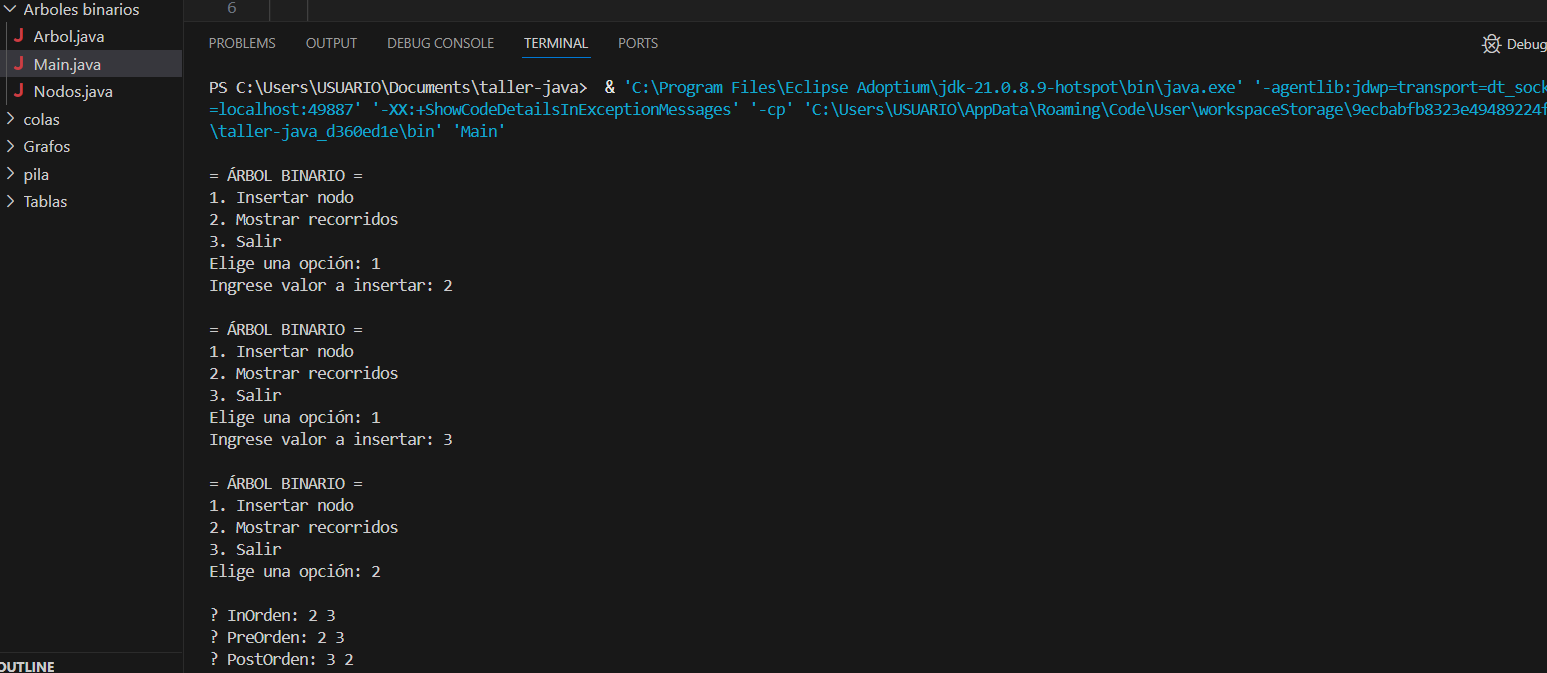 Arboles binarios
Arbol.java
Main.java
Nodos.java
colas
Grafos
pila
Tablas
OUTLINE
6
PROBLEMS OUTPUT DEBUG CONSOLE TERMINAL PORTS
Debug
PS C:\Users\USUARIO\Documents\taller-java> & 'C:\Program Files\Eclipse Adoptium\jdk-21.0.8.9-hotspot\bin\java.exe' '-agentlib:jdwp=transport=dt_sock
=localhost:49887' '-XX:+ShowCodeDetailsInExceptionMessages' '-cp' 'C:\Users\USUARIO\AppData\Roaming\Code\User\workspaceStorage\9ecbabfb8323e49489224f
\taller-java_d360ed1e\bin' 'Main'
= ÁRBOL BINARIO =
1. Insertar nodo
2. Mostrar recorridos
3. Salir
Elige una opción: 1
Ingrese valor a insertar: 2
= ÁRBOL BINARIO =
1. Insertar nodo
2. Mostrar recorridos
3. Salir
Elige una opción: 1
Ingrese valor a insertar: 3
= ÁRBOL BINARIO =
1. Insertar nodo
2. Mostrar recorridos
3. Salir
Elige una opción: 2
? InOrden: 2 3
? PreOrden: 2 3
? PostOrden: 3 2